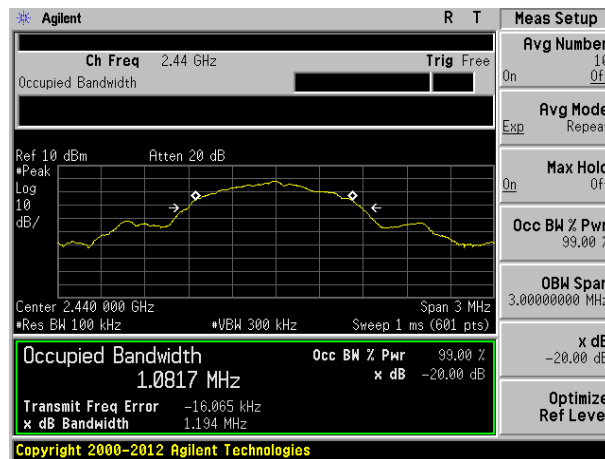 Agilent R T
Ch Freq 2.44 GHz Trig Free
Occupied Bandwidth
Ref 10 dBm Atten 20 dB
#Peak
Log
10
dB/
Center 2.440 000 GHz Span 3 MHz
#Res BW 100 kHz #VBW 300 kHz Sweep 1 ms (601 pts)
Occupied Bandwidth Occ BW % Pwr 99.00 %
1.0817 MHz x dB -20.00 dB
Transmit Freq Error -16.065 kHz
x dB Bandwidth 1.194 MHz
Copyright 2000-2012 Agilent Technologies
Meas Setup
Avg Number
10
On Of
Avg Mode
Exp Repea
Max Hold
On Of
Occ BW % Pwr
99.00 %
OBW Span
3.00000000 MHz
x dB
-20.00 dB
Optimize
Ref Level